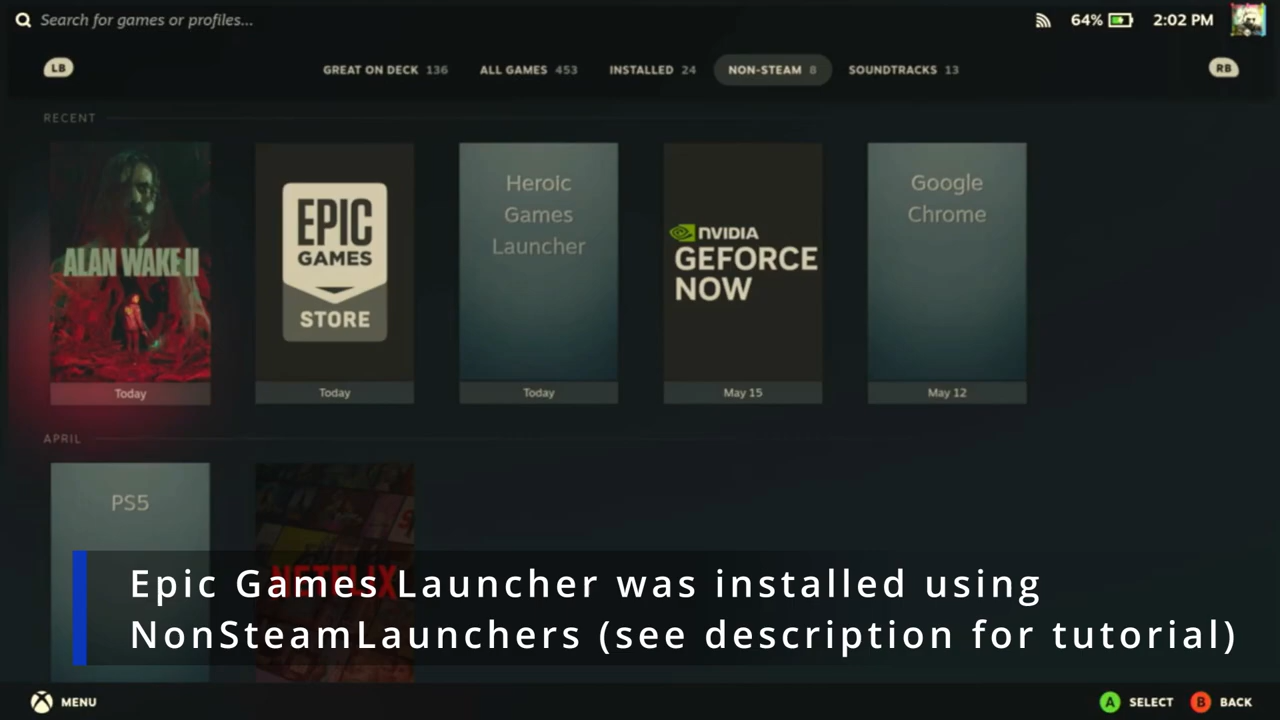 Search for games or profiles...
64%
2:02 PM
LB
GREAT ON DECK 136
ALL GAMES 453
INSTALLED 24
NON-STEAM 8
SOUNDTRACKS 13
RB
RECENT
ALAN WAKE II
Today
EPIC
GAMES
STORE
Today
Heroic
Games
Launcher
Today
NVIDIA
GEFORCE
NOW
May 15
Google
Chrome
May 12
APRIL
PS5
NETFLIX
Epic Games Launcher was installed using
NonSteamLaunchers (see description for tutorial)
MENU
A SELECT
B BACK